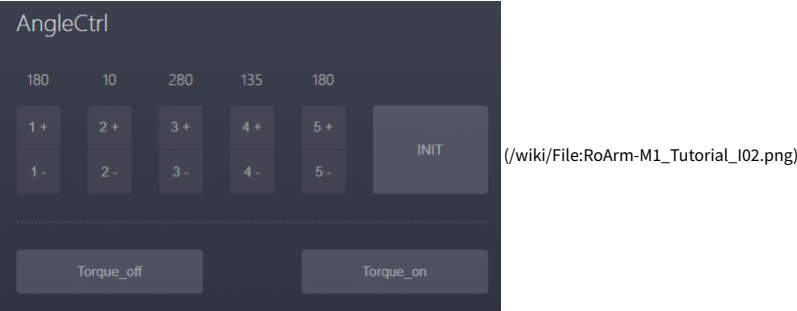 AngleCtrl
180 10 280 135 180
1 + 2 + 3 + 4 + 5 +
INIT
(/wiki/File:RoArm-M1_Tutorial_I02.png)
1 - 2 - 3 - 4 - 5 -
Torque_off Torque_on